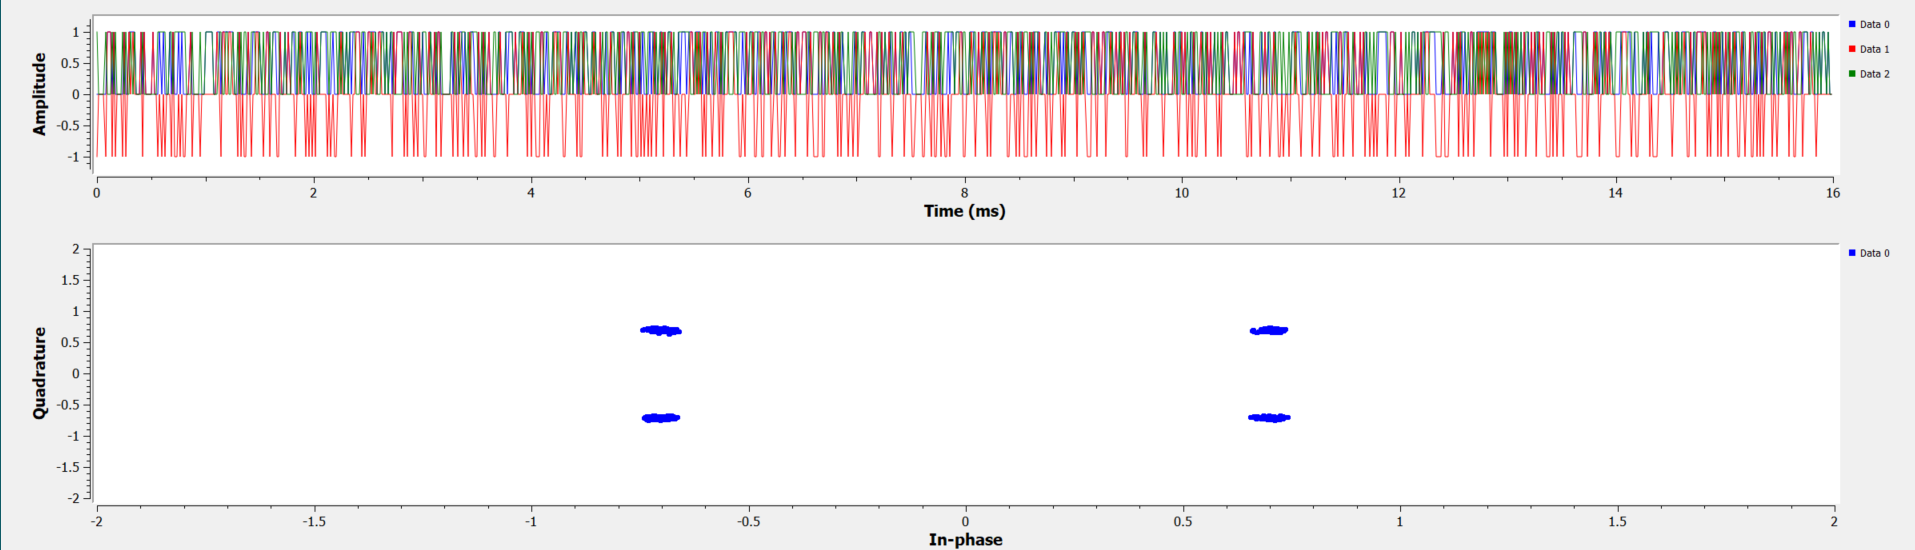 Amplitude
1
0.5
0
-0.5
-1
0 2 4 6 8 10 12 14 16
Time (ms)
Data 0
Data 1
Data 2
Quadrature
2
1.5
1
0.5
0
-0.5
-1
-1.5
-2
-2 -1.5 -1 -0.5 0 0.5 1 1.5 2
In-phase
Data 0